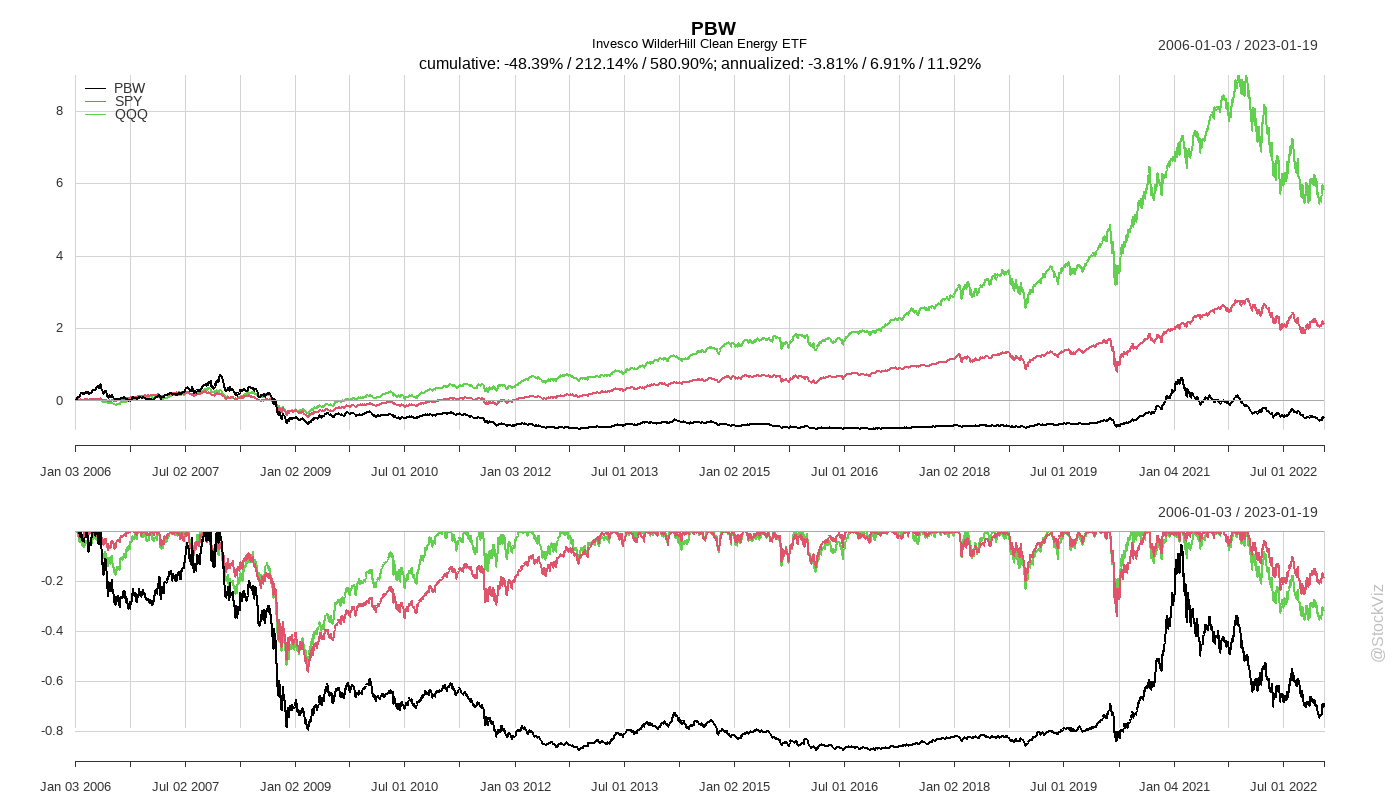 PBW
Invesco WilderHill Clean Energy ETF
2006-01-03 / 2023-01-19
cumulative: -48.39% / 212.14% / 580.90%; annualized: -3.81% / 6.91% / 11.92%
PBW
SPY
QQQ
8
6
4
2
0
Jan 03 2006 Jul 02 2007 Jan 02 2009 Jul 01 2010 Jan 03 2012 Jul 01 2013 Jan 02 2015 Jul 01 2016 Jan 02 2018 Jul 01 2019 Jan 04 2021 Jul 01 2022
2006-01-03 / 2023-01-19
-0.2
-0.4
-0.6
-0.8
Jan 03 2006 Jul 02 2007 Jan 02 2009 Jul 01 2010 Jan 03 2012 Jul 01 2013 Jan 02 2015 Jul 01 2016 Jan 02 2018 Jul 01 2019 Jan 04 2021 Jul 01 2022
@StockViz